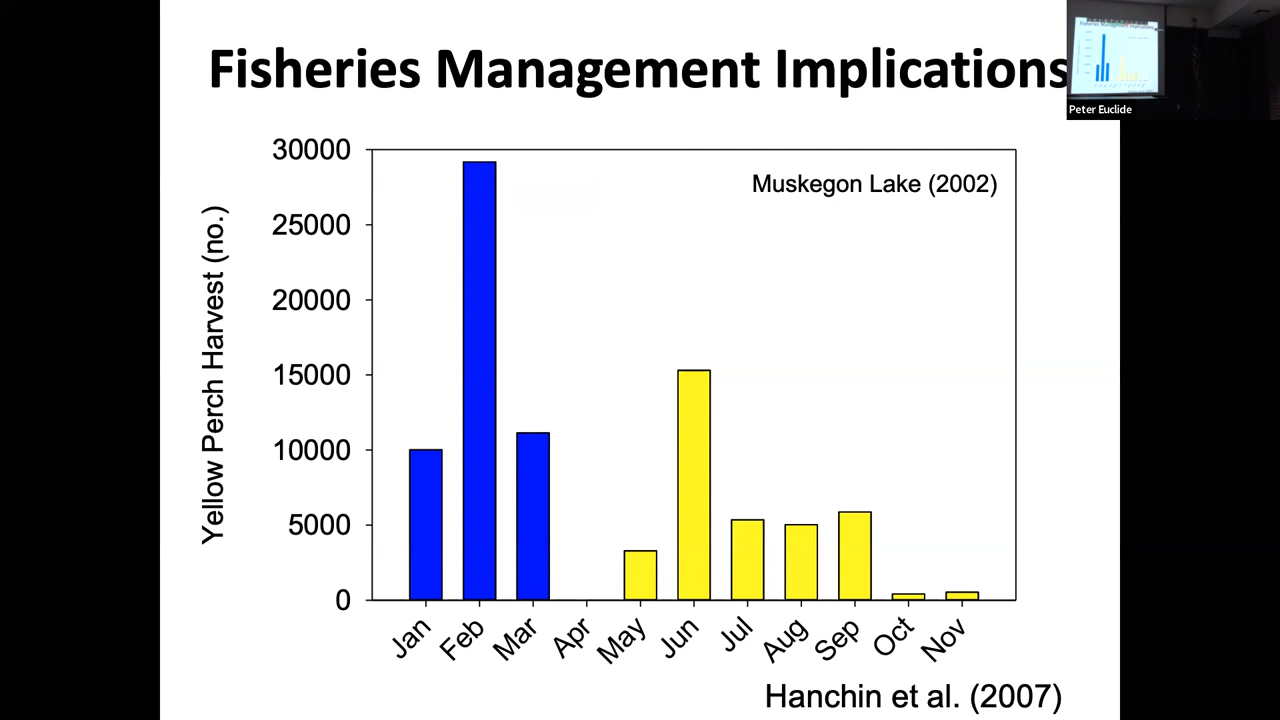 Fisheries Management Implications
Peter Euclide
Muskegon Lake (2002)
Yellow Perch Harvest (no.)
30000
25000
20000
15000
10000
5000
0
Jan
Feb
Mar
Apr
May
Jun
Jul
Aug
Sep
Oct
Nov
Hanchin et al. (2007)